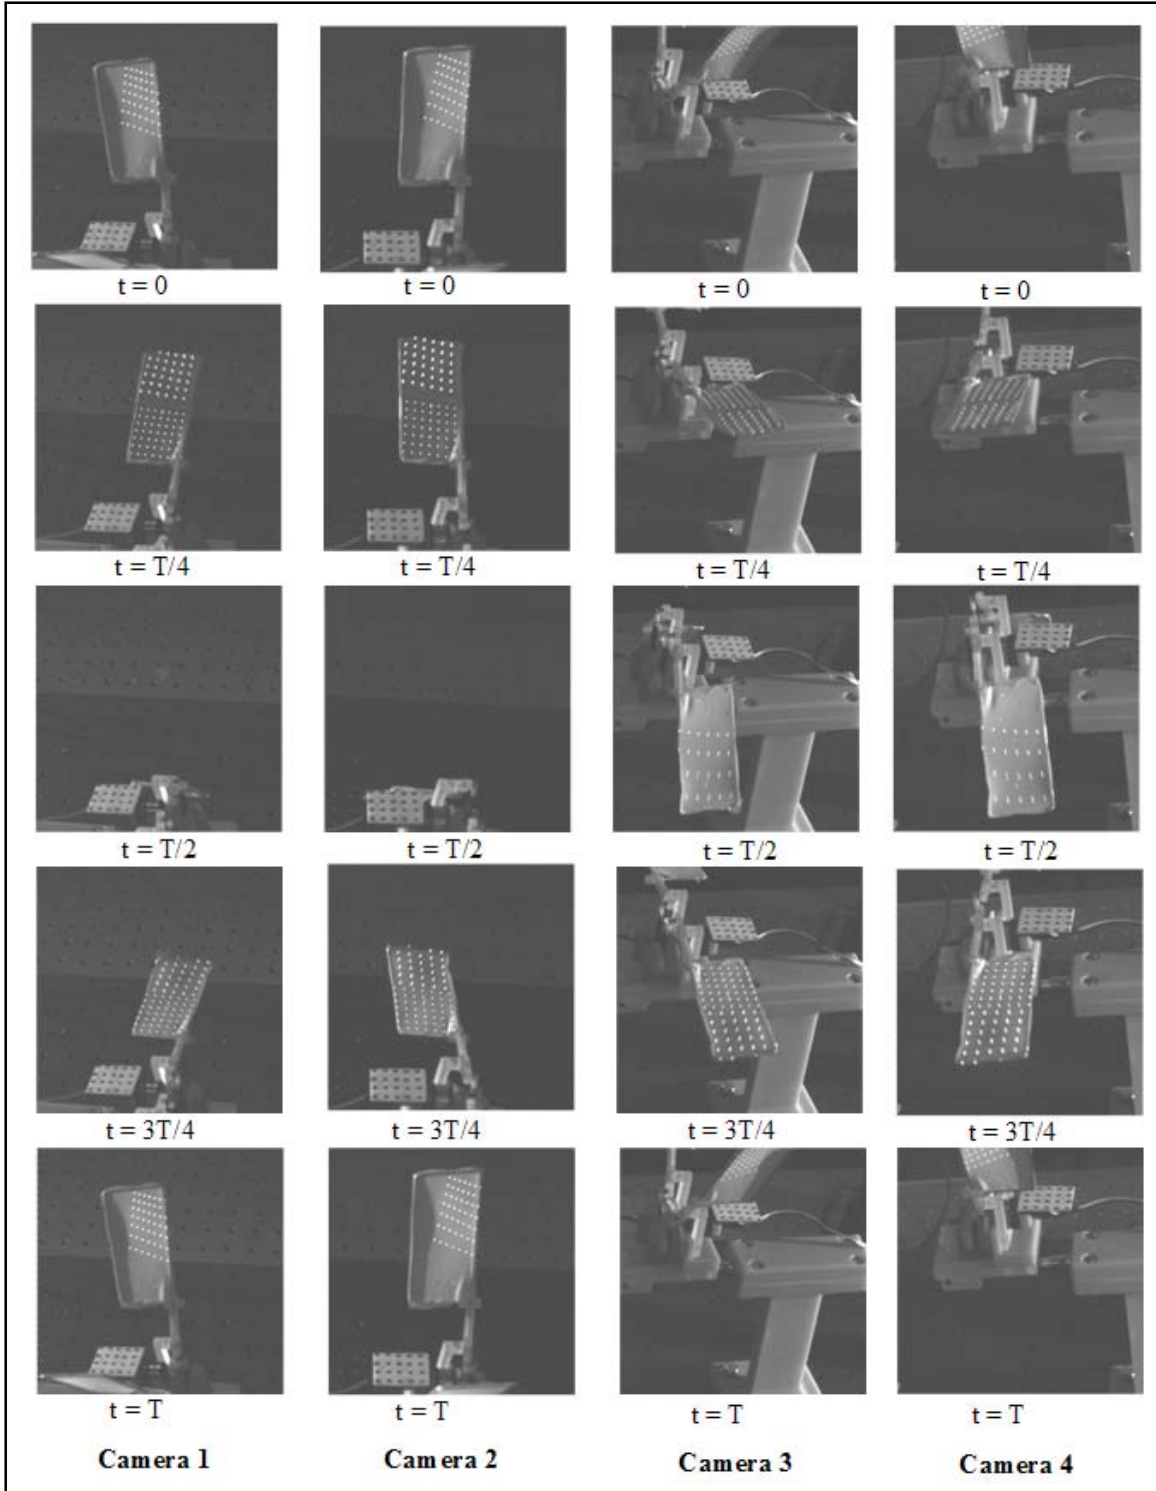 t = 0 t = 0 t = 0 t = 0
t = T/4 t = T/4 t = T/4 t = T/4
t = T/2 t = T/2 t = T/2 t = T/2
t = 3T/4 t = 3T/4 t = 3T/4 t = 3T/4
t = T t = T t = T t = T
Camera 1 Camera 2 Camera 3 Camera 4